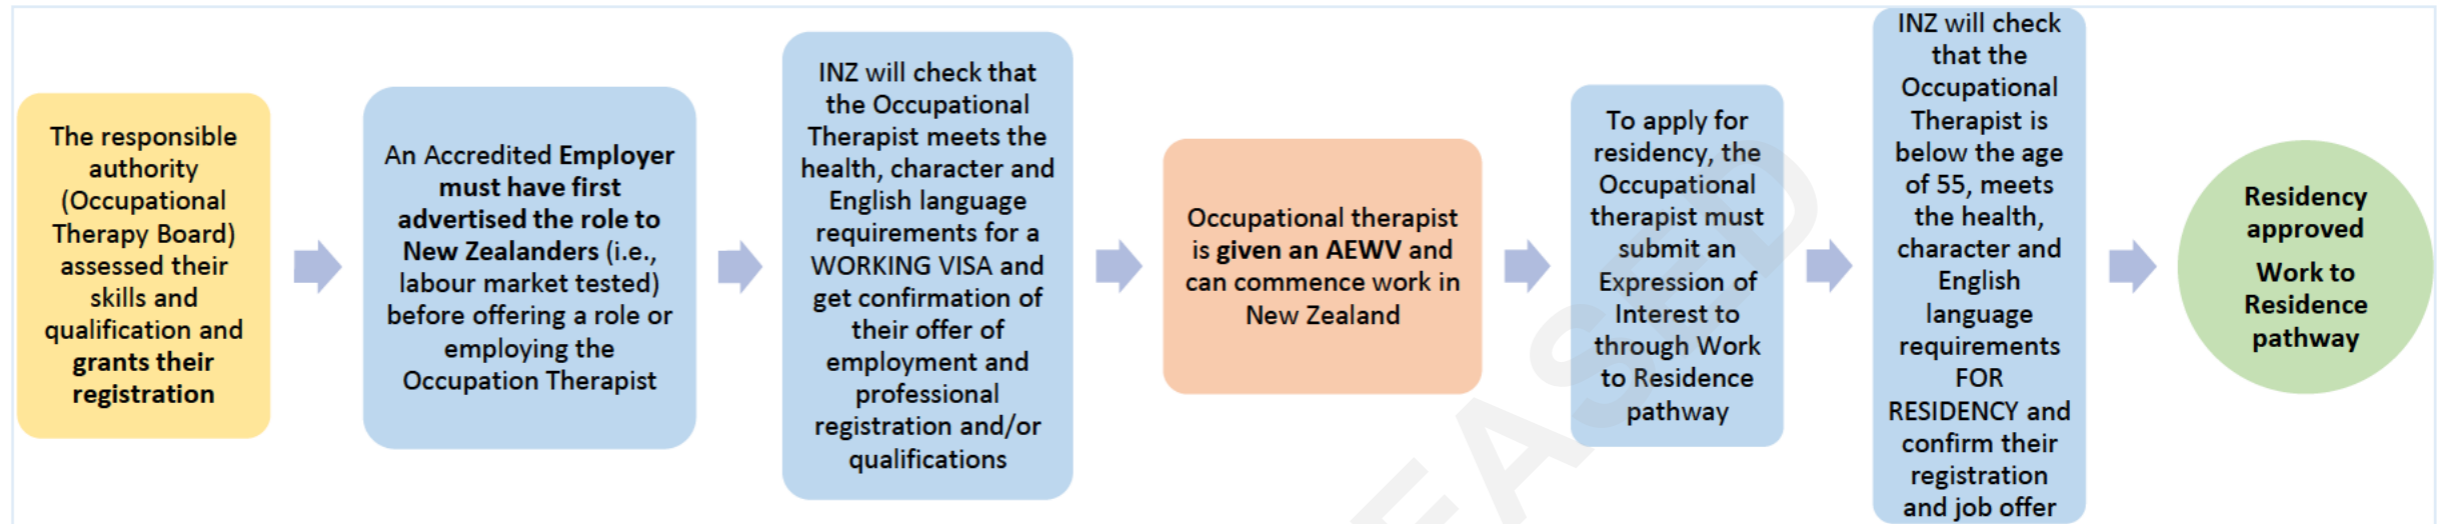 The responsible
authority
(Occupational
Therapy Board)
assessed their
skills and
qualification and
grants their
registration
An Accredited Employer
must have first
advertised the role to
New Zealanders (i.e.,
labour market tested)
before offering a role or
employing the
Occupation Therapist
INZ will check that
the Occupational
Therapist meets the
health, character and
English language
requirements for a
WORKING VISA and
get confirmation of
their offer of
employment and
professional
registration and/or
qualifications
Occupational therapist
is given an AEWV and
can commence work in
New Zealand
To apply for
residency, the
Occupational
therapist must
submit an
Expression of
Interest to
through Work
to Residence
pathway
INZ will check
that the
Occupational
Therapist is
below the age
of 55, meets
the health,
character and
English
language
requirements
FOR
RESIDENCY and
confirm their
registration
and job offer
Residency
approved
Work to
Residence
pathway